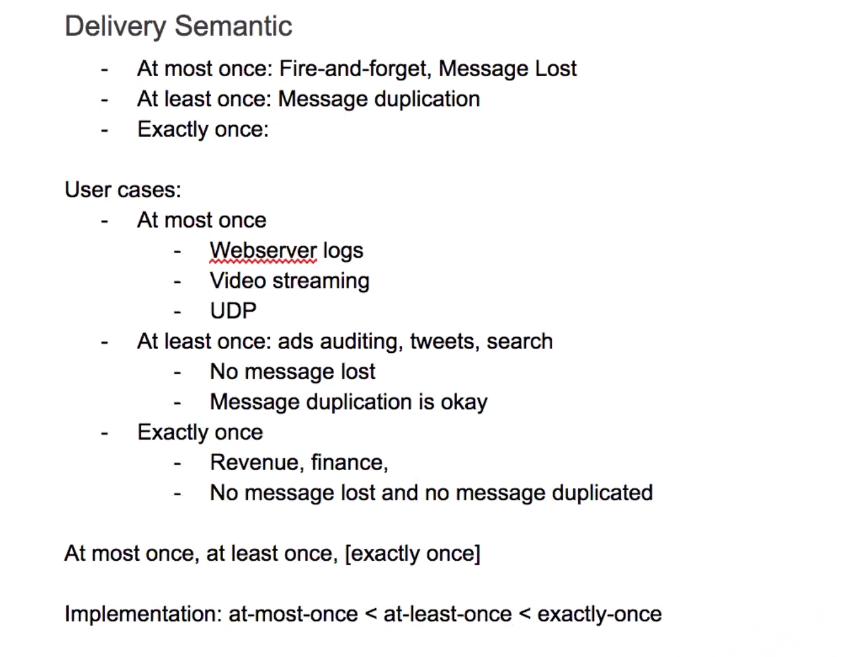 Delivery Semantic
- At most once: Fire-and-forget, Message Lost
- At least once: Message duplication
- Exactly once:
User cases:
- At most once
- Webserver logs
- Video streaming
- UDP
- At least once: ads auditing, tweets, search
- No message lost
- Message duplication is okay
- Exactly once
- Revenue, finance,
- No message lost and no message duplicated
At most once, at least once, [exactly once]
Implementation: at-most-once < at-least-once < exactly-once